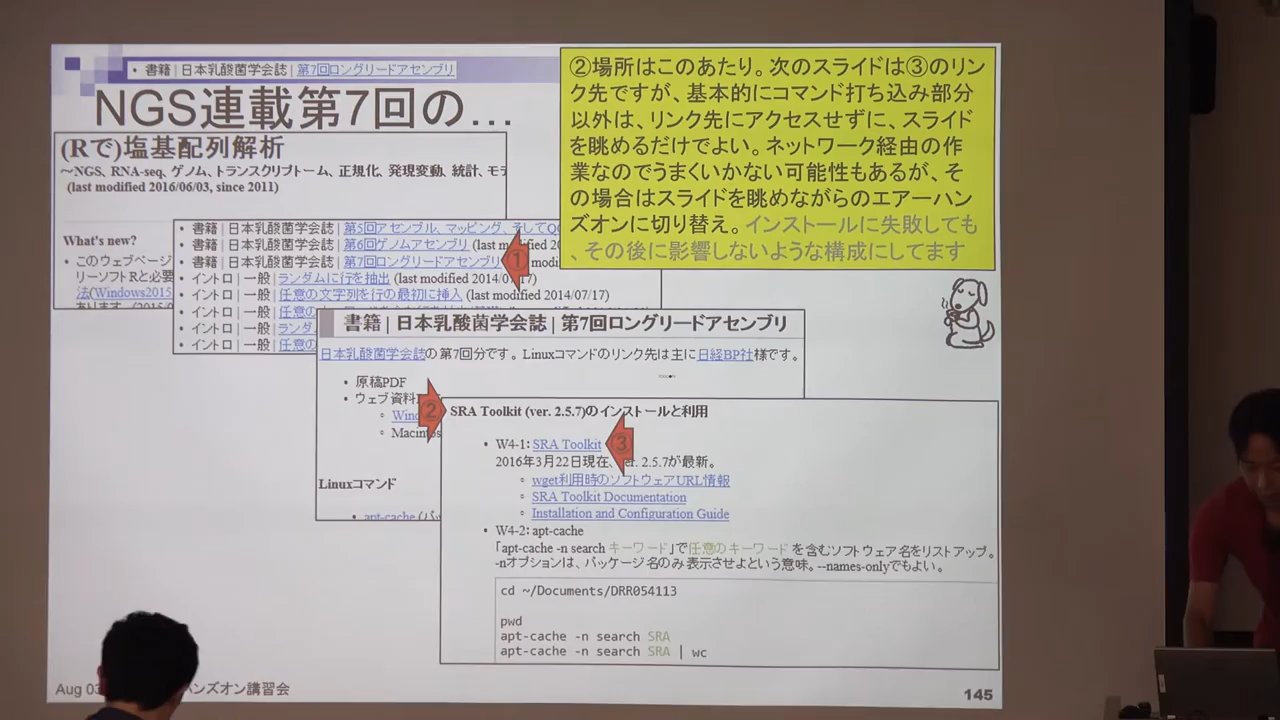 • 書籍 | 日本乳酸菌学会誌 | 第7回ロングリードアセンブリ
NGS連載第7回の…
②場所はこのあたり。次のスライドは③のリン
ク先ですが、基本的にコマンド打ち込み部分
以外は、リンク先にアクセスせずに、スライド
を眺めるだけでよい。ネットワーク経由の作
業なのでうまくいかない可能性もあるが、そ
の場合はスライドを眺めながらのエアーハン
ズオンに切り替え。インストールに失敗しても
、その後に影響しないような構成にしてます
(Rで)塩基配列解析
～NGS、RNA-seq、ゲノム、トランスクリプトーム、正規化、発現変動、統計、モデ
(last modified 2016/06/03, since 2011)
What's new?
• このウェブページ
リーソフトRと必要
法(Windows2015
• 書籍 | 日本乳酸菌学会誌 | 第5回アセンブル、マッピング、そしてQC
• 書籍 | 日本乳酸菌学会誌 | 第6回ゲノムアセンブリ (last modified 20
• 書籍 | 日本乳酸菌学会誌 | 第7回ロングリードアセンブリ ① modi
• イントロ | 一般 | ランダムに行を抽出 (last modified 2014/07/17)
• イントロ | 一般 | 任意の文字列を行の最初に挿入 (last modified 2014/07/17)
• イントロ | 一般 | 任意の
• イントロ | 一般 | ランダム
• イントロ | 一般 | 任意の
書籍 | 日本乳酸菌学会誌 | 第7回ロングリードアセンブリ
日本乳酸菌学会誌の第7回分です。Linuxコマンドのリンク先は主に日経BP社様です。
• 原稿PDF
• ウェブ資料
◦ Wind
◦ Macintos
Linuxコマンド
• apt-cache (パッ
② SRA Toolkit (ver. 2.5.7)のインストールと利用
• W4-1: SRA Toolkit ③
2016年3月22日現在、ver. 2.5.7が最新。
◦ wget利用時のソフトウェアURL情報
◦ SRA Toolkit Documentation
◦ Installation and Configuration Guide
• W4-2: apt-cache
「apt-cache -n search キーワード」で任意のキーワードを含むソフトウェア名をリストアップ。
-nオプションは、パッケージ名のみ表示させよという意味。--names-onlyでもよい。
cd ~/Documents/DRR054113
pwd
apt-cache -n search SRA
apt-cache -n search SRA | wc
Aug 03 ハンズオン講習会
145